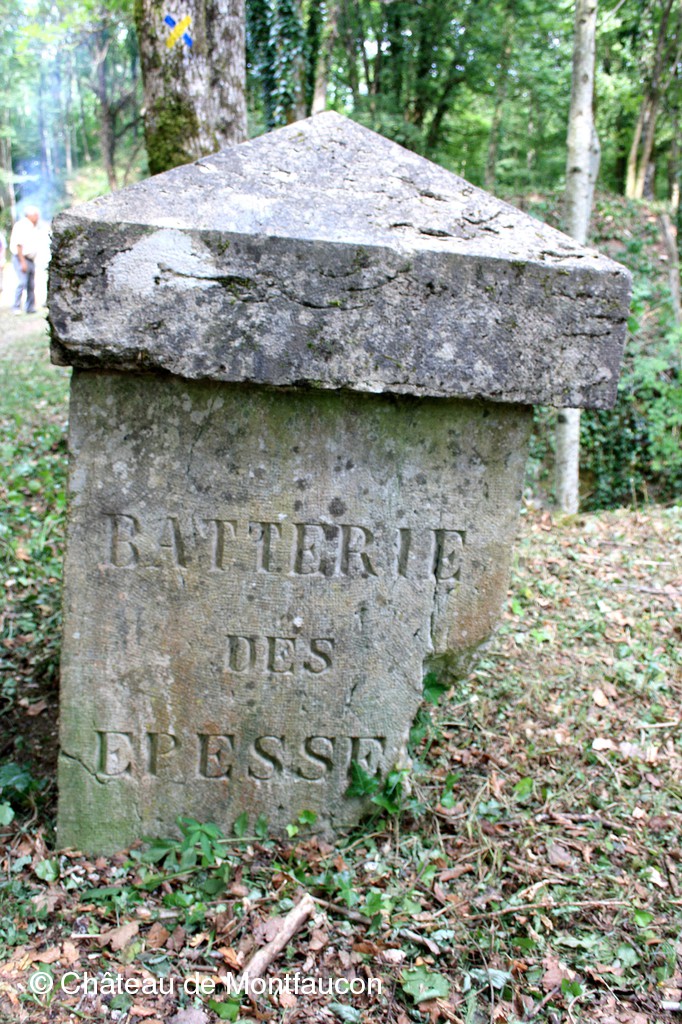 BATTERIE
DES
EPESSE
© Château de Montfaucon